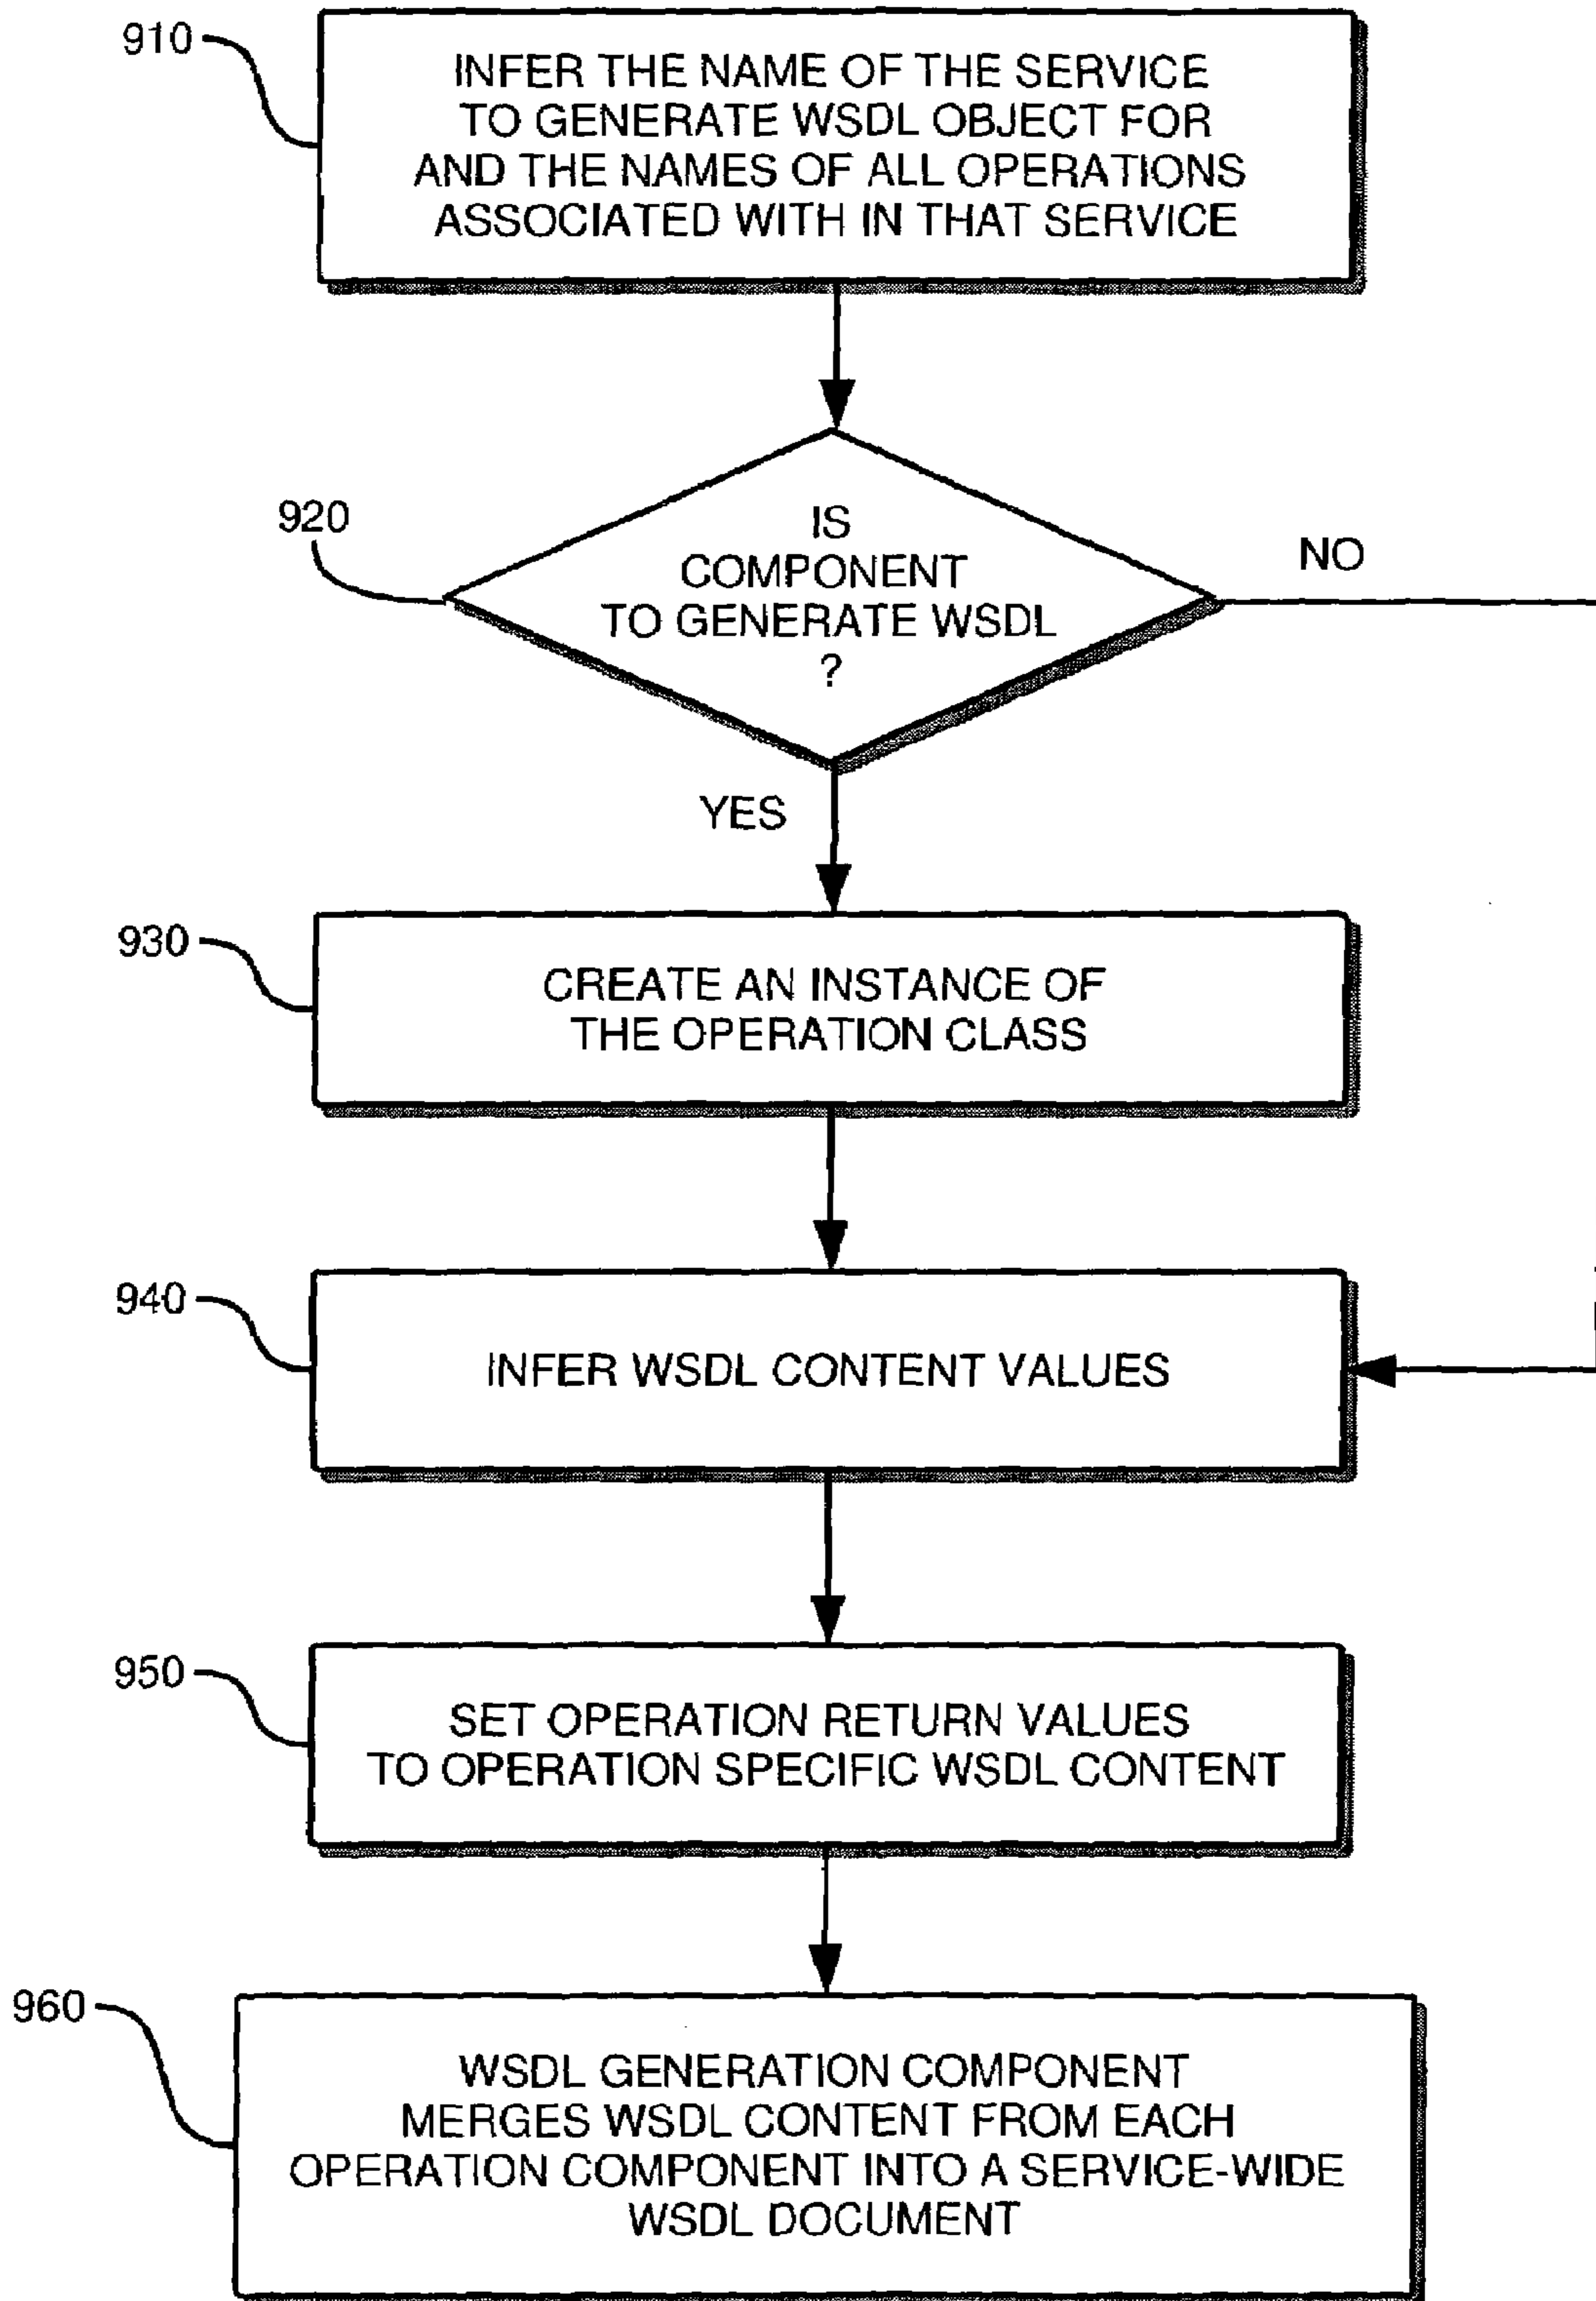 910
INFER THE NAME OF THE SERVICE
TO GENERATE WSDL OBJECT FOR
AND THE NAMES OF ALL OPERATIONS
ASSOCIATED WITH IN THAT SERVICE
920
IS
COMPONENT
TO GENERATE WSDL
?
NO
YES
930
CREATE AN INSTANCE OF
THE OPERATION CLASS
940
INFER WSDL CONTENT VALUES
950
SET OPERATION RETURN VALUES
TO OPERATION SPECIFIC WSDL CONTENT
960
WSDL GENERATION COMPONENT
MERGES WSDL CONTENT FROM EACH
OPERATION COMPONENT INTO A SERVICE-WIDE
WSDL DOCUMENT